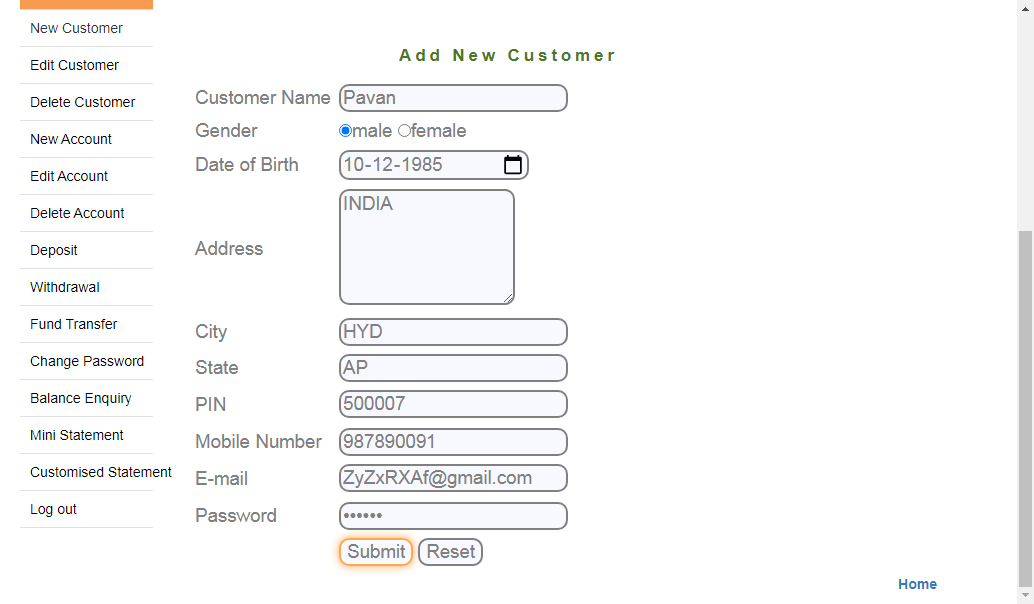 New Customer
Edit Customer
Delete Customer
New Account
Edit Account
Delete Account
Deposit
Withdrawal
Fund Transfer
Change Password
Balance Enquiry
Mini Statement
Customised Statement
Log out
Add New Customer
Customer Name Pavan
Gender male female
Date of Birth 10-12-1985
Address INDIA
City HYD
State AP
PIN 500007
Mobile Number 987890091
E-mail ZyZxRXAf@gmail.com
Password ••••••
Submit Reset
Home